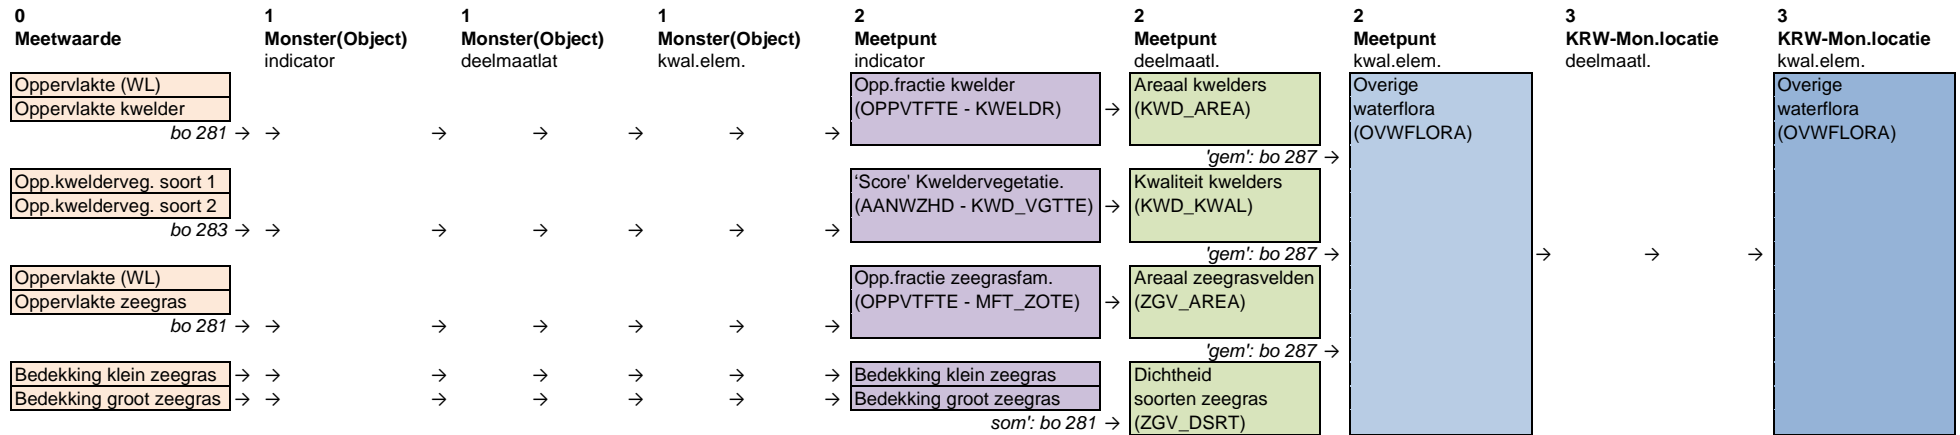 0 1 1 1 2 2 2 3 3
Meetwaarde Monster(Object) Monster(Object) Monster(Object) Meetpunt Meetpunt Meetpunt KRW-Mon.locatie KRW-Mon.locatie
indicator deelmaatlat kwal.elem. indicator deelmaatl. kwal.elem. deelmaatl. kwal.elem.
Oppervlakte (WL) Opp.fractie kwelder Areaal kwelders Overige Overige
Oppervlakte kwelder (OPPVTFTE - KWELDR) → (KWD_AREA) waterflora waterflora
bo 281 → → → → → → → (OVWFLORA) (OVWFLORA)
'gem': bo 287 →
Opp.kwelderveg. soort 1 ‘Score’ Kweldervegetatie. Kwaliteit kwelders
Opp.kwelderveg. soort 2 (AANWZHD - KWD_VGTTE) → (KWD_KWAL)
bo 283 → → → → → → →
'gem': bo 287 → → → →
Oppervlakte (WL) Opp.fractie zeegrasfam. Areaal zeegrasvelden
Oppervlakte zeegras (OPPVTFTE - MFT_ZOTE) → (ZGV_AREA)
bo 281 → → → → → → →
'gem': bo 287 →
Bedekking klein zeegras → → → → → → → Bedekking klein zeegras Dichtheid
Bedekking groot zeegras → → → → → → → Bedekking groot zeegras soorten zeegras
som': bo 281 → (ZGV_DSRT)